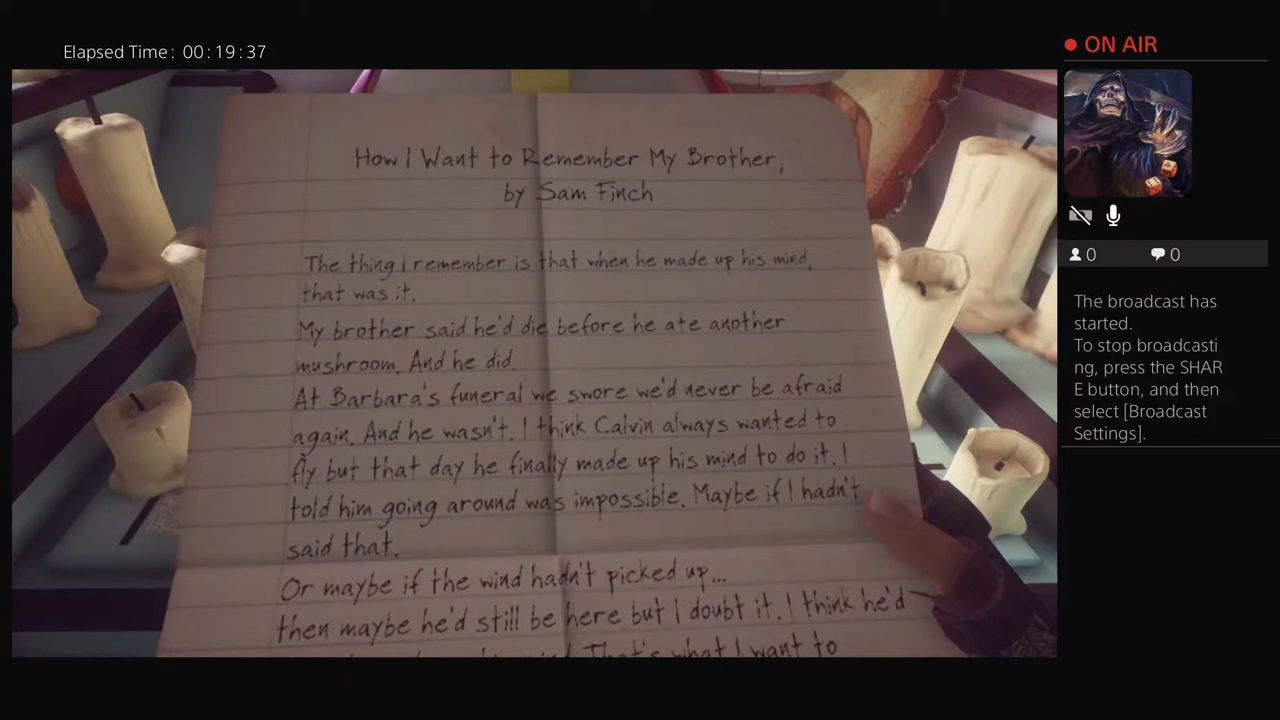 Elapsed Time: 00:19:37
ON AIR
How I Want to Remember My Brother,
by Sam Finch
The thing I remember is that when he made up his mind,
that was it.
My brother said he'd die before he ate another
mushroom. And he did.
At Barbara's funeral we swore we'd never be afraid
again. And he wasn't. I think Calvin always wanted to
fly but that day he finally made up his mind to do it. I
told him going around was impossible. Maybe if I hadn't
said that.
Or maybe if the wind hadn't picked up...
then maybe he'd still be here but I doubt it. I think he'd
That's what I want to
0
0
The broadcast has
started.
To stop broadcasti
ng, press the SHAR
E button, and then
select [Broadcast
Settings].